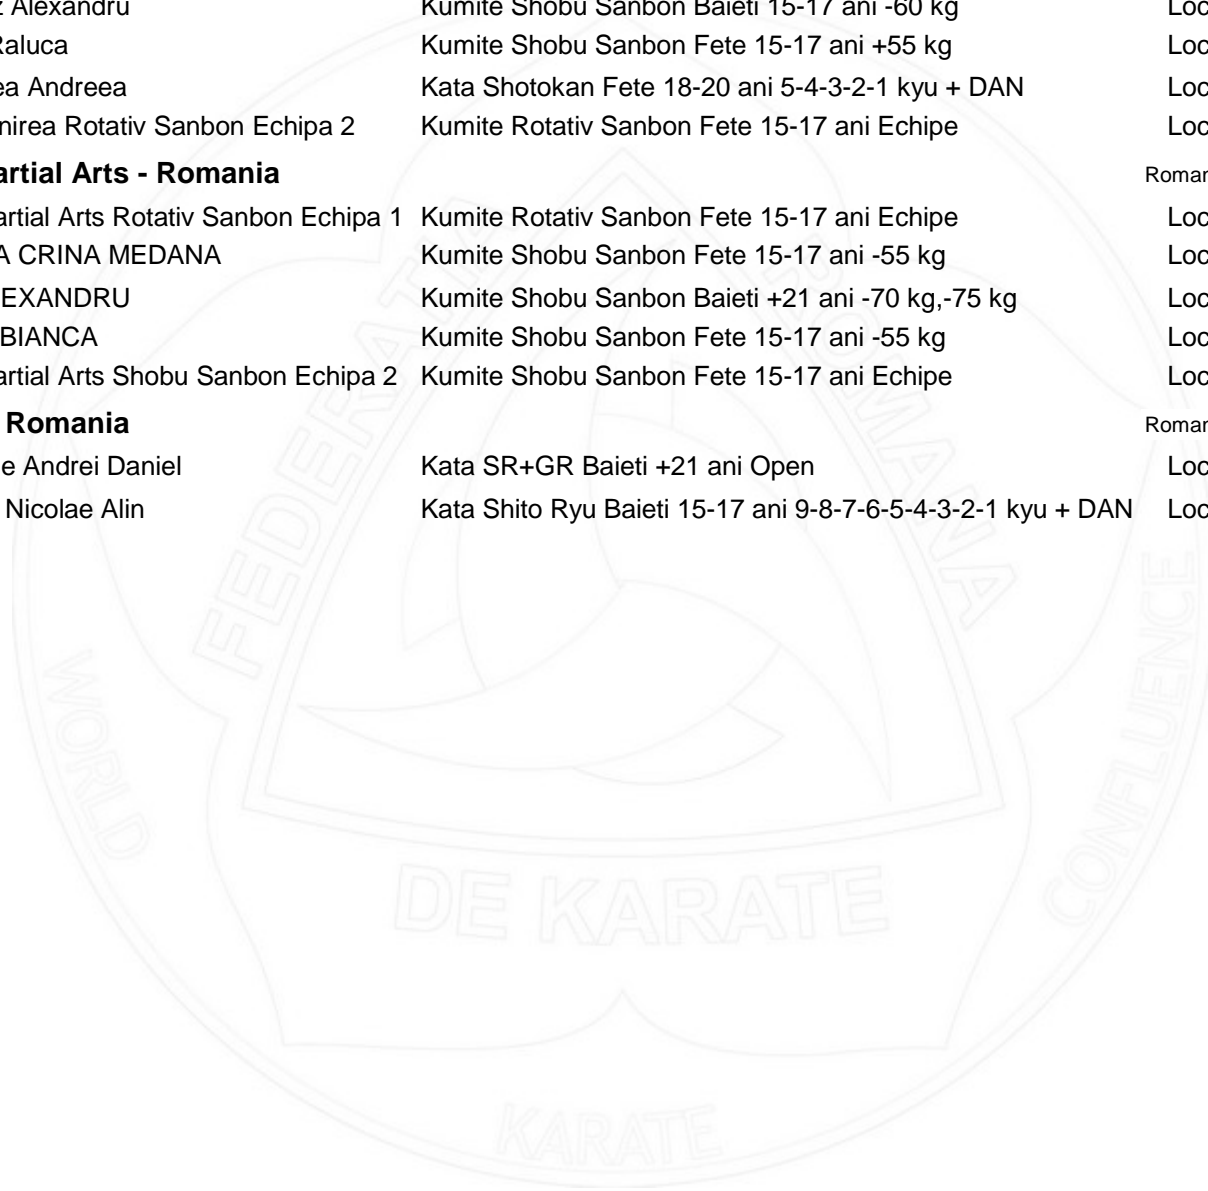 Alexandru Kumite Shobu Sanbon Baieti 15-17 ani -60 kg Loc
Raluca Kumite Shobu Sanbon Fete 15-17 ani +55 kg Loc
ea Andreea Kata Shotokan Fete 18-20 ani 5-4-3-2-1 kyu + DAN Loc
nirea Rotativ Sanbon Echipa 2 Kumite Rotativ Sanbon Fete 15-17 ani Echipe Loc
artial Arts - Romania Roman
artial Arts Rotativ Sanbon Echipa 1 Kumite Rotativ Sanbon Fete 15-17 ani Echipe Loc
A CRINA MEDANA Kumite Shobu Sanbon Fete 15-17 ani -55 kg Loc
EXANDRU Kumite Shobu Sanbon Baieti +21 ani -70 kg,-75 kg Loc
BIANCA Kumite Shobu Sanbon Fete 15-17 ani -55 kg Loc
artial Arts Shobu Sanbon Echipa 2 Kumite Shobu Sanbon Fete 15-17 ani Echipe Loc
Romania Roman
e Andrei Daniel Kata SR+GR Baieti +21 ani Open Loc
Nicolae Alin Kata Shito Ryu Baieti 15-17 ani 9-8-7-6-5-4-3-2-1 kyu + DAN Loc
FEDERATIA ROMANA
WORLD CONFLUENCE
DE KARATE
KARATE